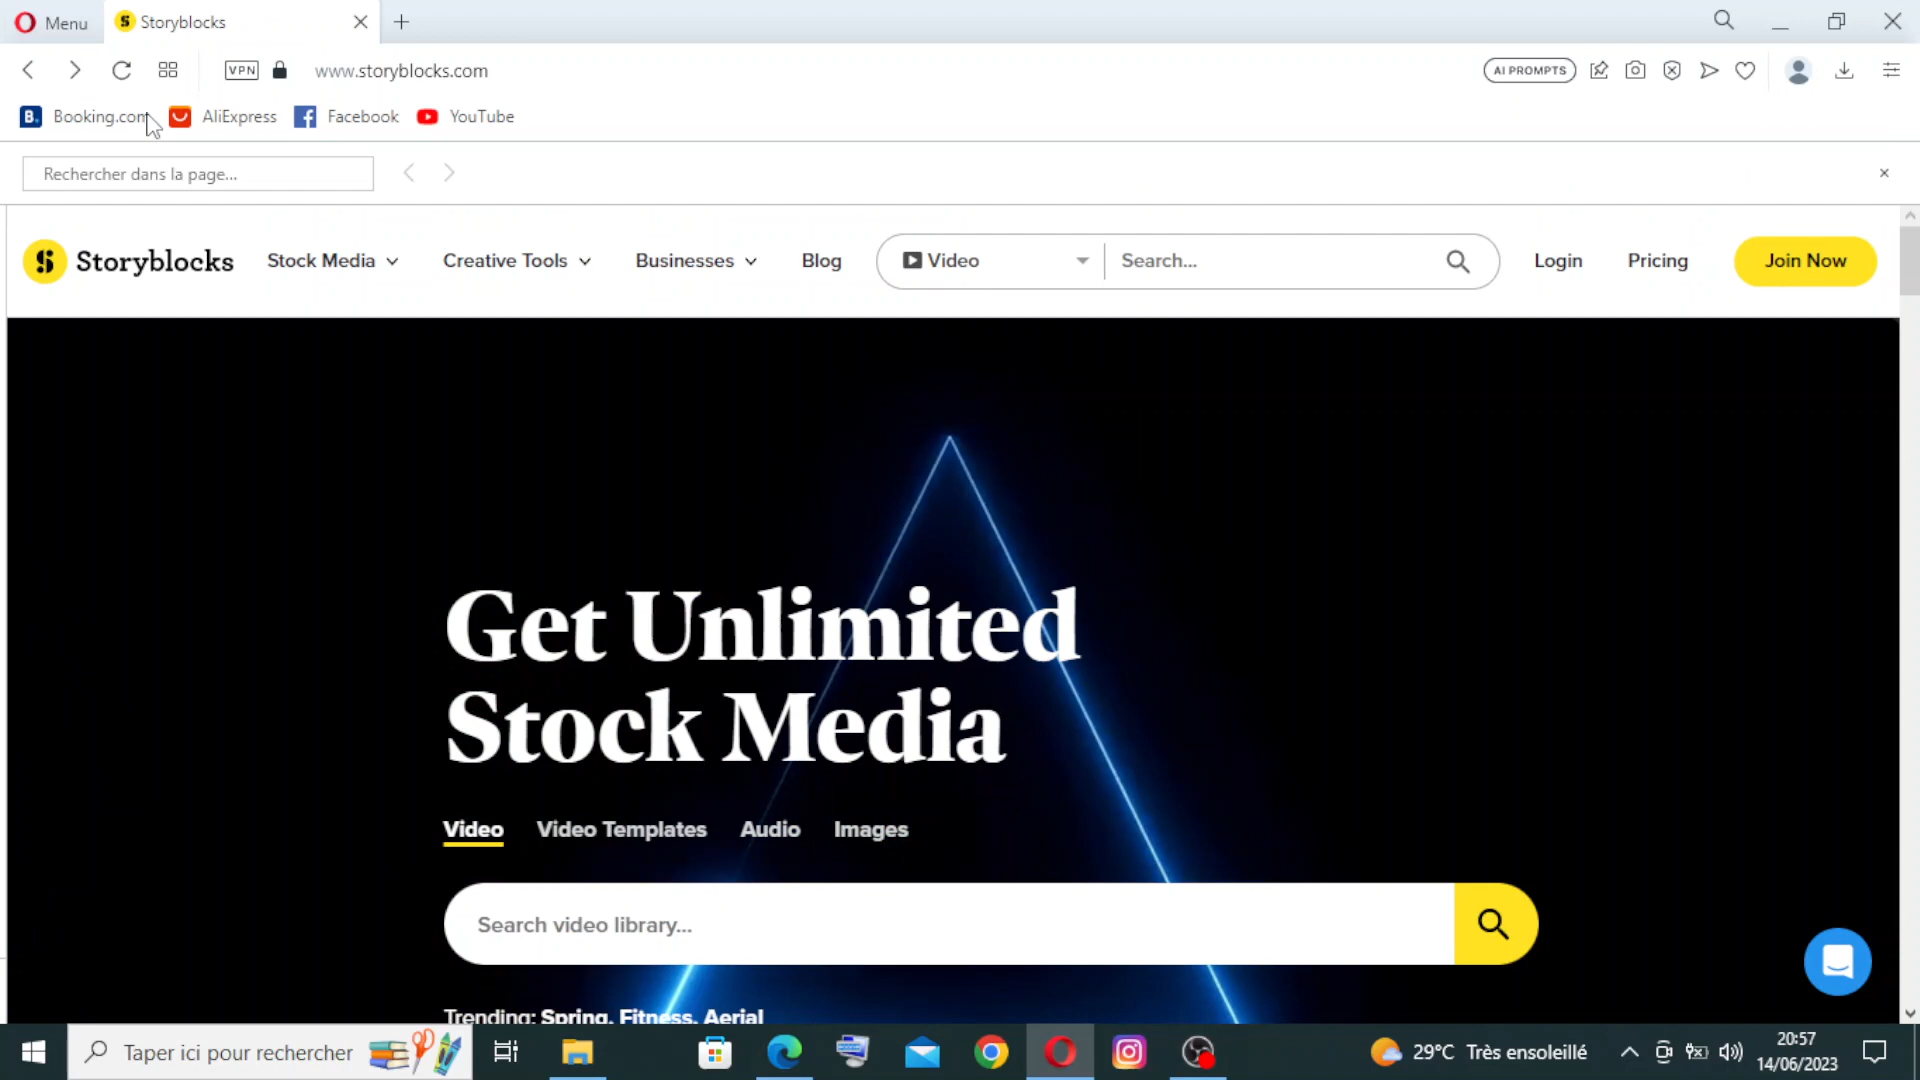 Menu
Storyblocks
VPN
www.storyblocks.com
AI PROMPTS
B. Booking.com
AliExpress
Facebook
YouTube
Rechercher dans la page...
Storyblocks
Stock Media
Creative Tools
Businesses
Blog
Video
Search...
Login
Pricing
Join Now
Get Unlimited
Stock Media
Video
Video Templates
Audio
Images
Search video library...
Trending: Spring, Fitness, Aerial
Taper ici pour rechercher
29°C Très ensoleillé
20:57
14/06/2023